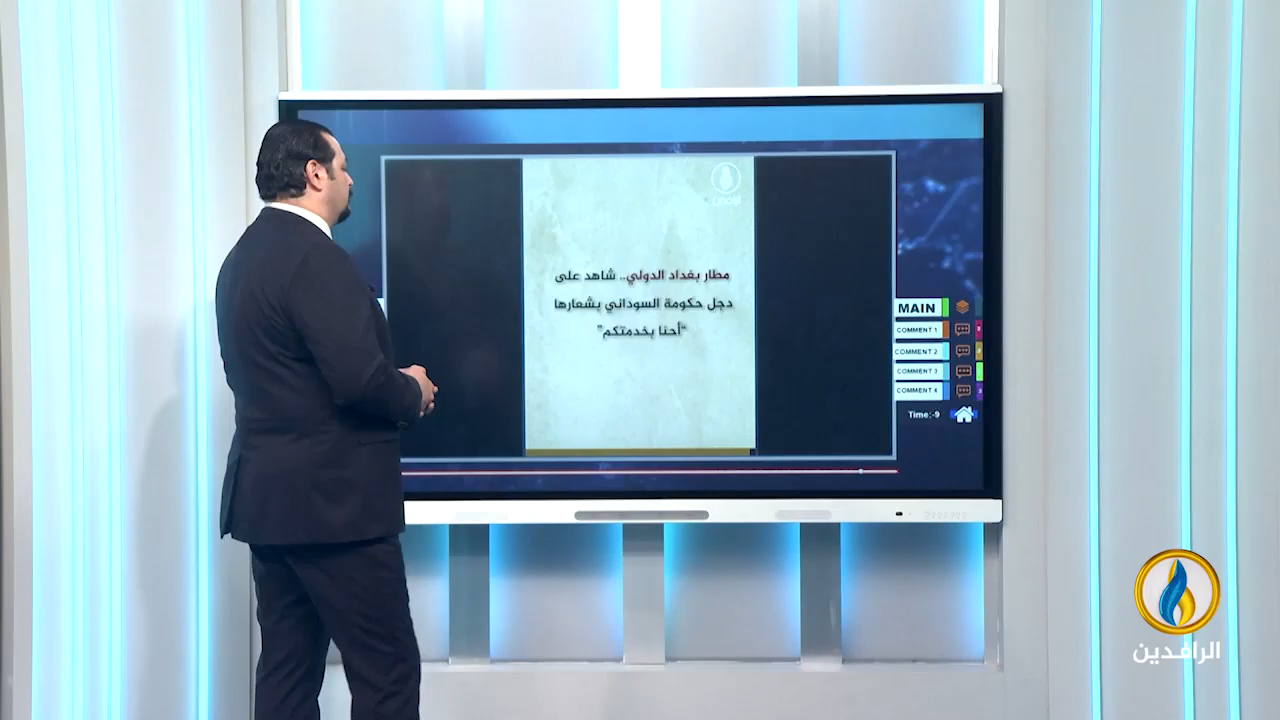 مطار بغداد الدولي.. شاهد على
دجل حكومة السوداني بشعارها
"أحنا بخدمتكم"
MAIN
COMMENT 1
COMMENT 2
COMMENT 3
COMMENT 4
Time:-9
الرافدين